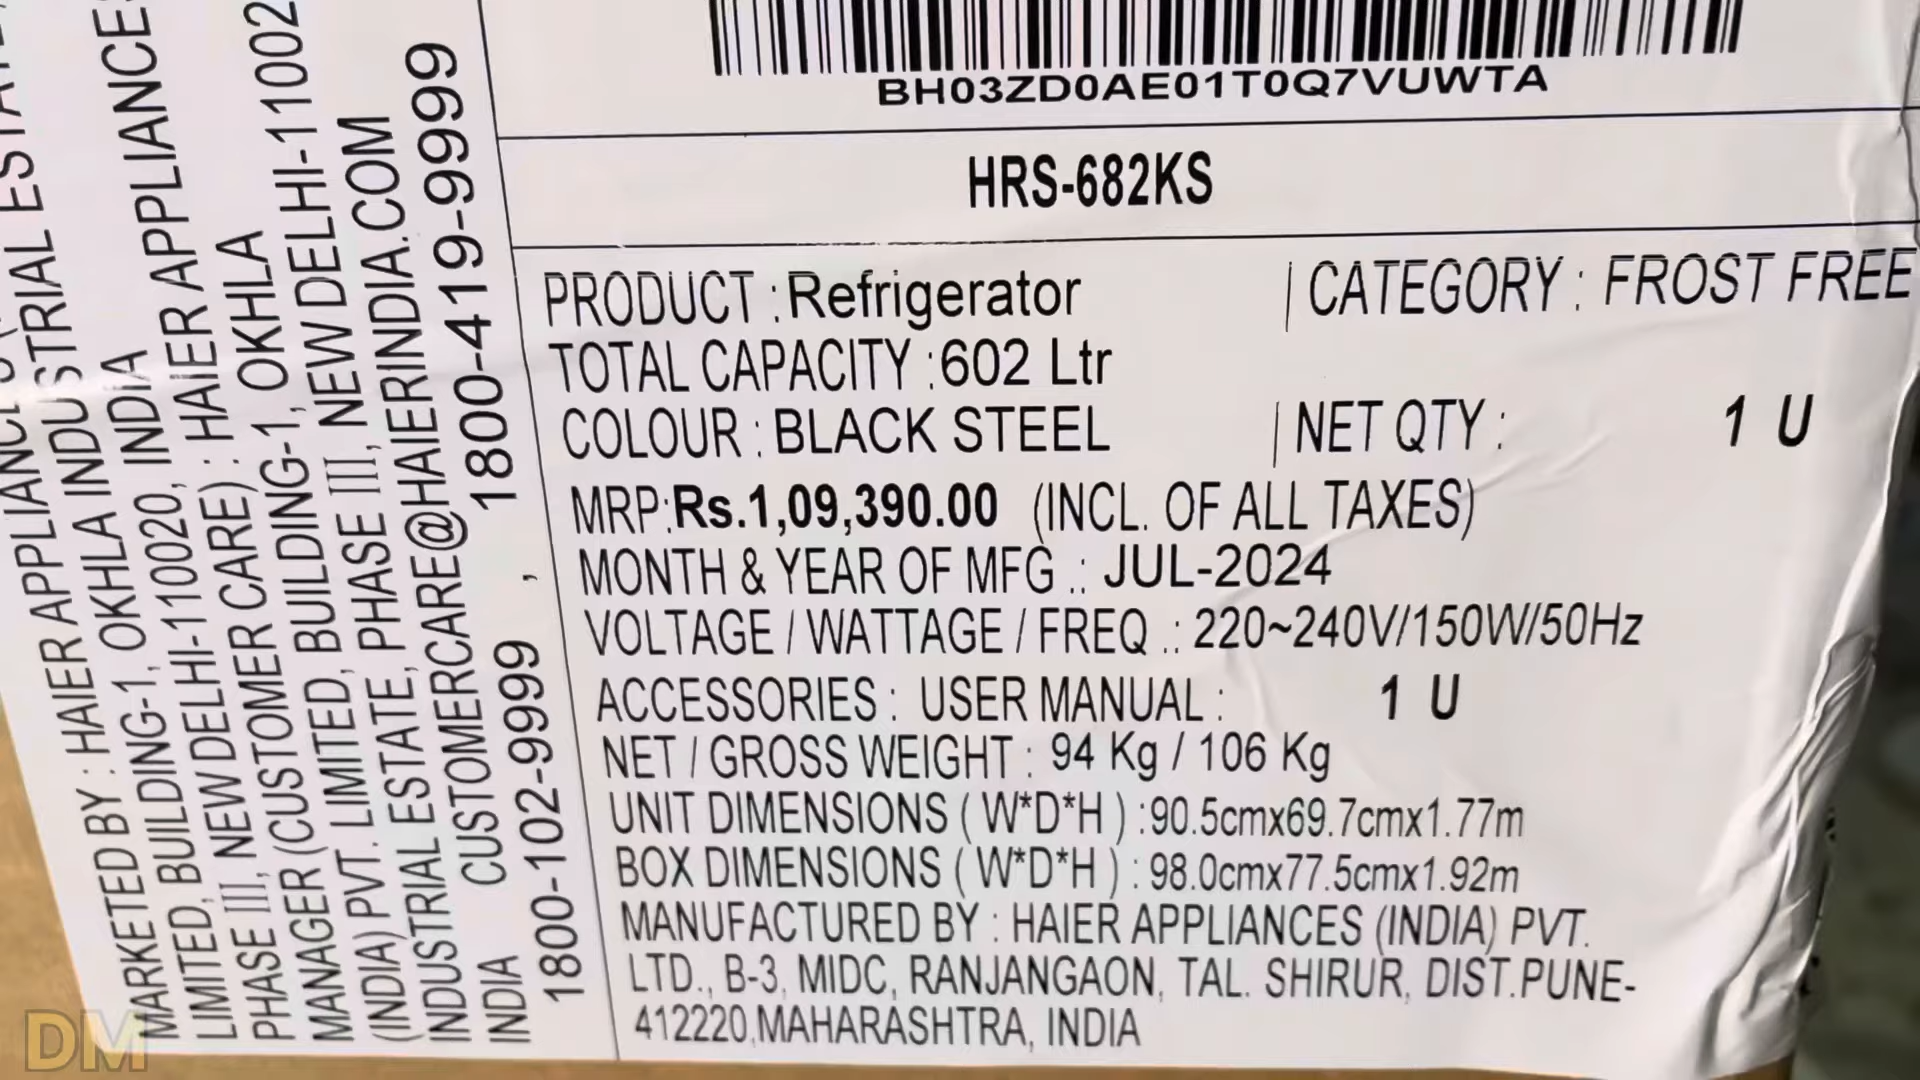 BH03ZD0AE01T0Q7VUWTA
HRS-682KS
PRODUCT : Refrigerator | CATEGORY : FROST FREE
TOTAL CAPACITY :602 Ltr
COLOUR : BLACK STEEL | NET QTY : 1 U
MRP:Rs.1,09,390.00 (INCL. OF ALL TAXES)
MONTH & YEAR OF MFG .: JUL-2024
VOLTAGE / WATTAGE / FREQ .: 220~240V/150W/50Hz
ACCESSORIES : USER MANUAL : 1 U
NET / GROSS WEIGHT : 94 Kg / 106 Kg
UNIT DIMENSIONS ( W*D*H ) :90.5cmx69.7cmx1.77m
BOX DIMENSIONS ( W*D*H ) : 98.0cmx77.5cmx1.92m
MANUFACTURED BY : HAIER APPLIANCES (INDIA) PVT.
LTD., B-3, MIDC, RANJANGAON, TAL. SHIRUR, DIST.PUNE-
412220,MAHARASHTRA, INDIA
INDUSTRIAL
MARKETED BY : HAIER APPLIANCES
LIMITED, BUILDING-1, OKHLA INDUSTRIAL ESTATE
PHASE III, NEW DELHI-110020, INDIA
MANAGER (CUSTOMER CARE) : HAIER APPLIANCES
(INDIA) PVT. LIMITED, BUILDING-1, OKHLA
INDUSTRIAL ESTATE, PHASE III, NEW DELHI-11002
INDIA CUSTOMERCARE@HAIERINDIA.COM
1800-102-9999 , 1800-419-9999
DM